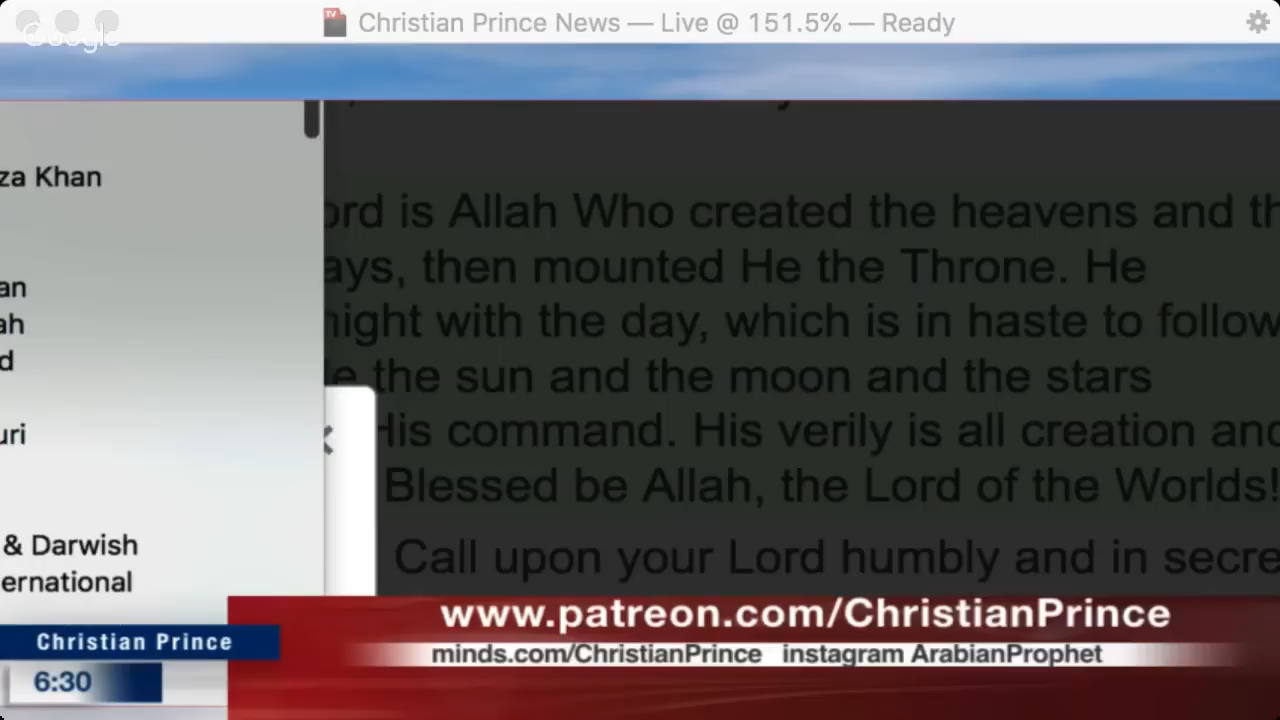 Christian Prince News — Live @ 151.5% — Ready
Google
za Khan
an
ah
d
uri
& Darwish
ernational
ord is Allah Who created the heavens and th
ays, then mounted He the Throne. He
night with the day, which is in haste to follow
e the sun and the moon and the stars
His command. His verily is all creation and
Blessed be Allah, the Lord of the Worlds!
Call upon your Lord humbly and in secre
www.patreon.com/ChristianPrince
minds.com/ChristianPrince instagram ArabianProphet
Christian Prince
6:30